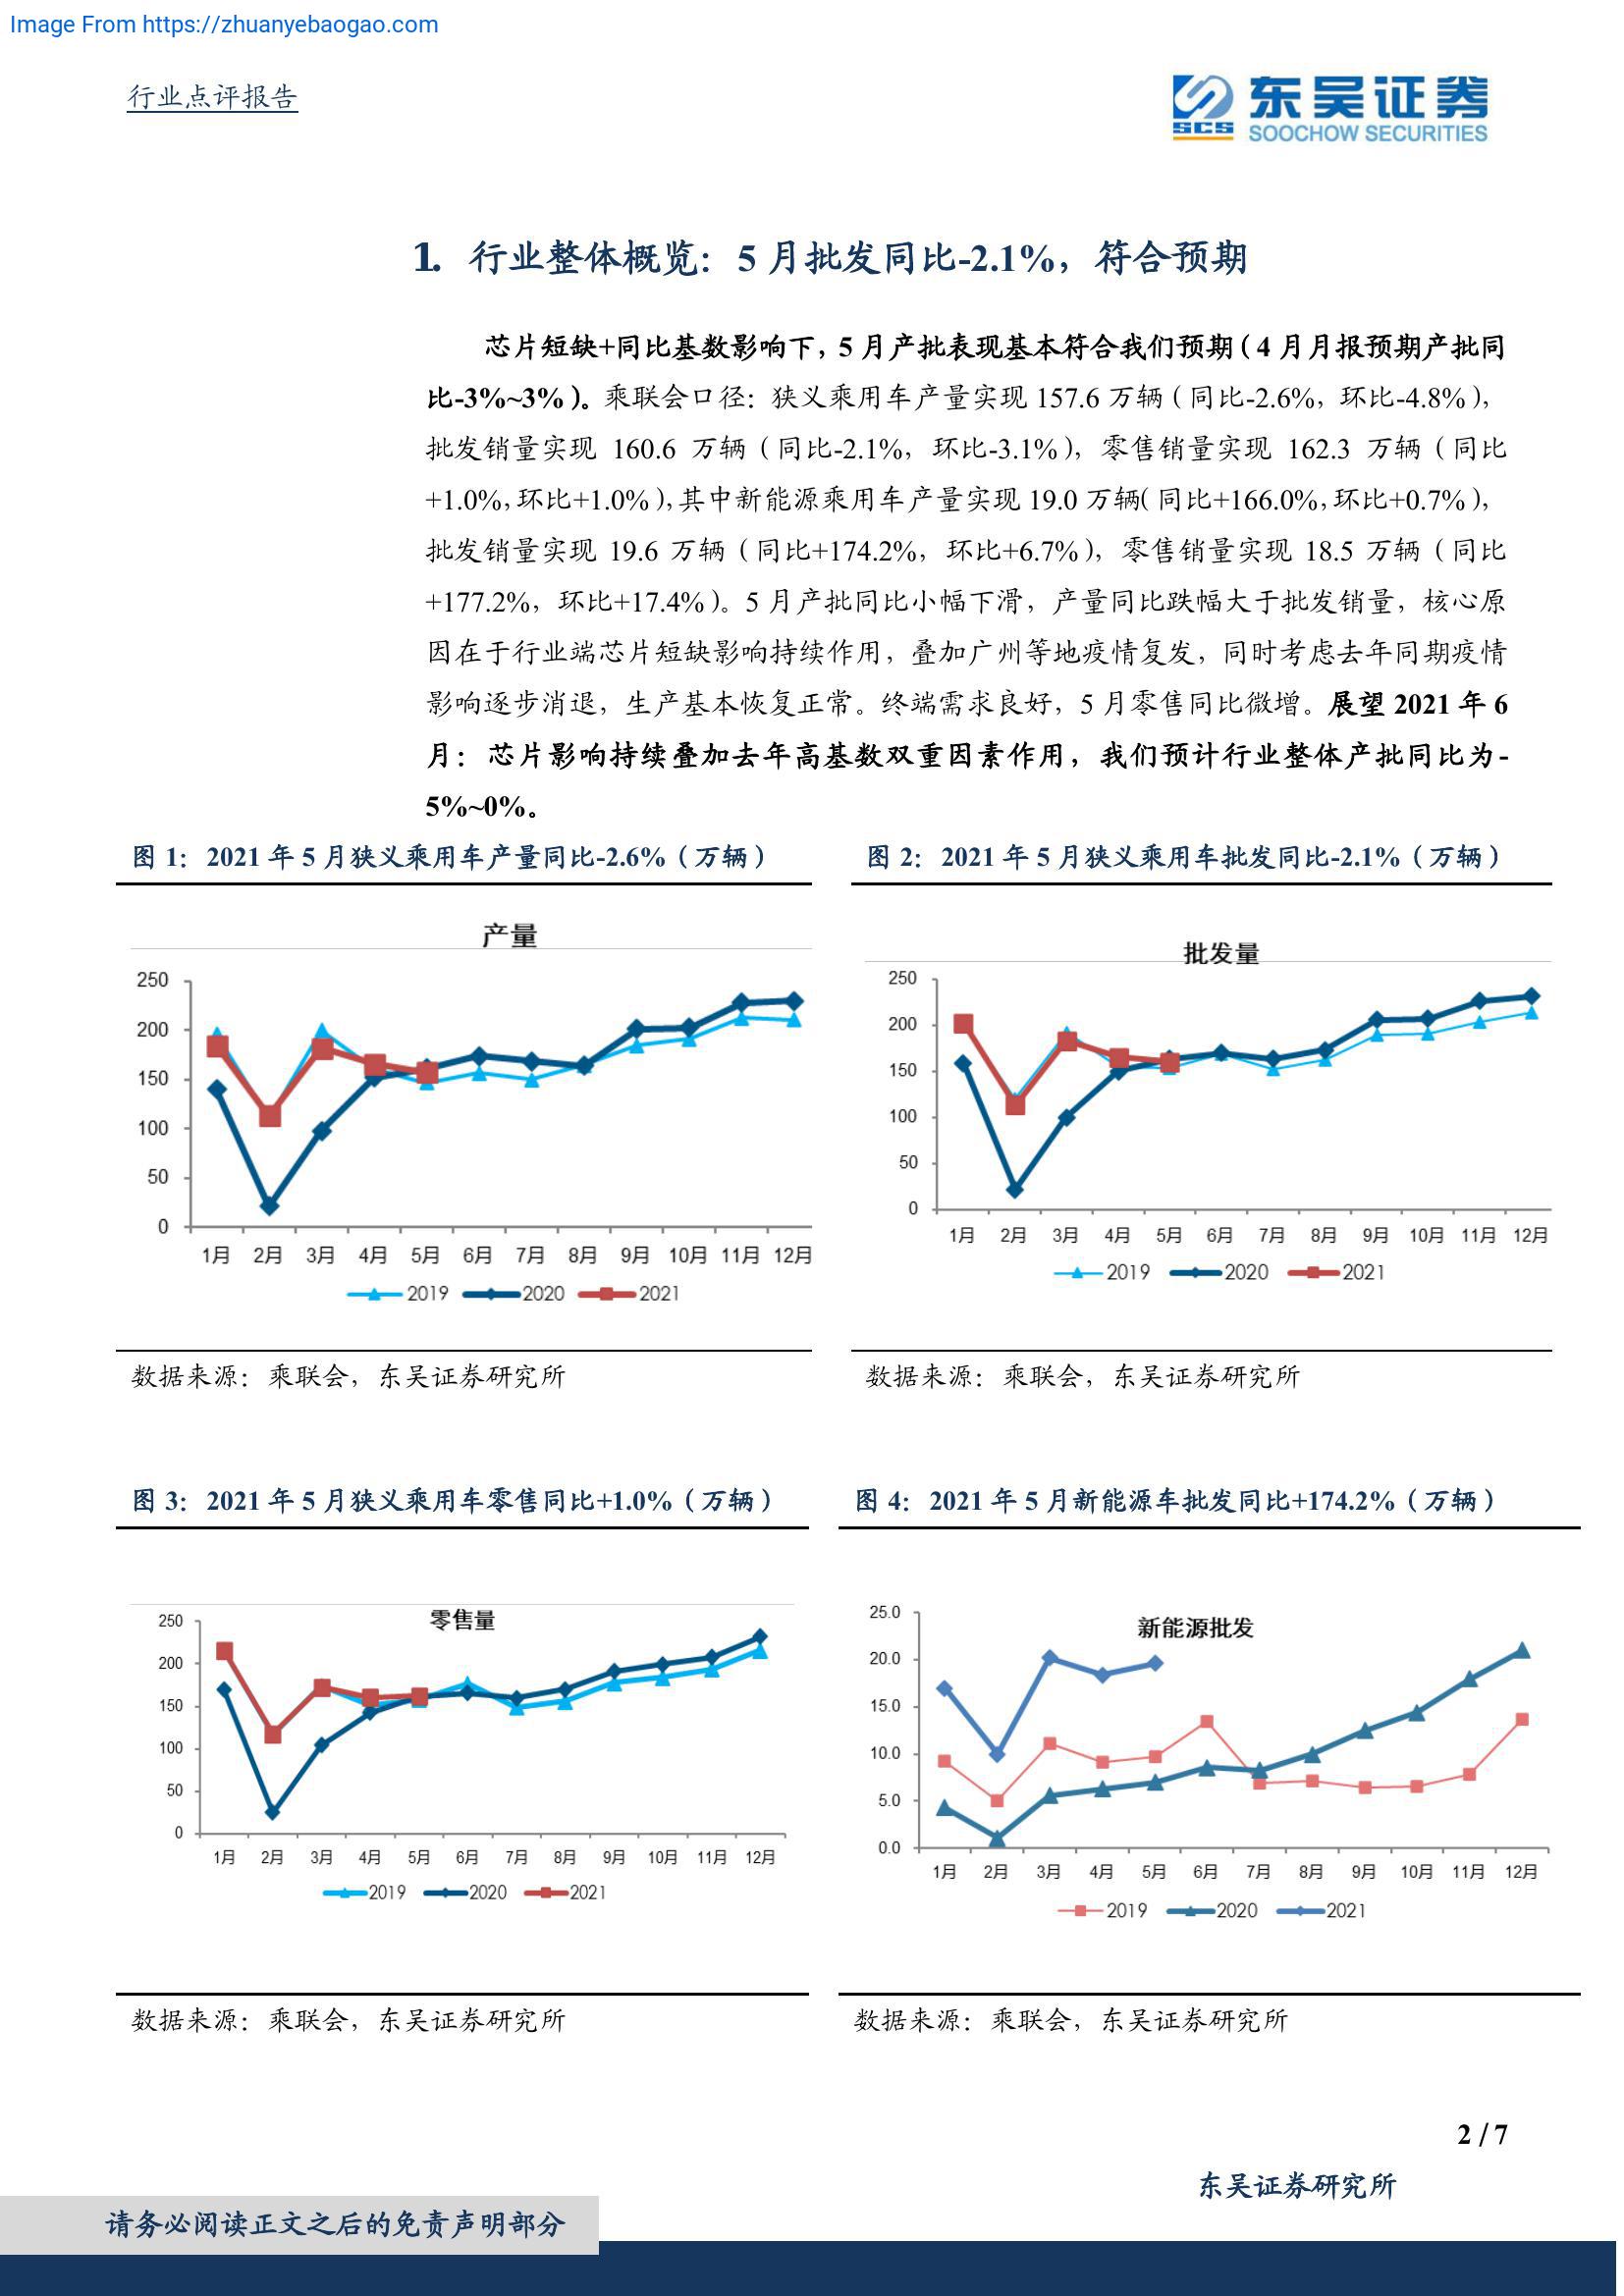 Image From https://zhuanyebaogao.com
行业点评报告
SCS
东吴证券
SOOCHOW SECURITIES
1. 行业整体概览：5 月批发同比-2.1%，符合预期
芯片短缺+同比基数影响下，5 月产批表现基本符合我们预期（4 月月报预期产批同
比-3%~3%）。乘联会口径：狭义乘用车产量实现 157.6 万辆（同比-2.6%，环比-4.8%），
批发销量实现 160.6 万辆（同比-2.1%，环比-3.1%），零售销量实现 162.3 万辆（同比
+1.0%，环比+1.0%），其中新能源乘用车产量实现 19.0 万辆（同比+166.0%，环比+0.7%），
批发销量实现 19.6 万辆（同比+174.2%，环比+6.7%），零售销量实现 18.5 万辆（同比
+177.2%，环比+17.4%）。5 月产批同比小幅下滑，产量同比跌幅大于批发销量，核心原
因在于行业端芯片短缺影响持续作用，叠加广州等地疫情复发，同时考虑去年同期疫情
影响逐步消退，生产基本恢复正常。终端需求良好，5 月零售同比微增。展望 2021 年 6
月：芯片影响持续叠加去年高基数双重因素作用，我们预计行业整体产批同比为-
5%~0%。
图 1：2021 年 5 月狭义乘用车产量同比-2.6%（万辆）
产量
250
200
150
100
50
0
1月 2月 3月 4月 5月 6月 7月 8月 9月 10月 11月 12月
2019 2020 2021
数据来源：乘联会，东吴证券研究所
图 2：2021 年 5 月狭义乘用车批发同比-2.1%（万辆）
批发量
250
200
150
100
50
0
1月 2月 3月 4月 5月 6月 7月 8月 9月 10月 11月 12月
2019 2020 2021
数据来源：乘联会，东吴证券研究所
图 3：2021 年 5 月狭义乘用车零售同比+1.0%（万辆）
零售量
250
200
150
100
50
0
1月 2月 3月 4月 5月 6月 7月 8月 9月 10月 11月 12月
2019 2020 2021
数据来源：乘联会，东吴证券研究所
图 4：2021 年 5 月新能源车批发同比+174.2%（万辆）
新能源批发
25.0
20.0
15.0
10.0
5.0
0.0
1月 2月 3月 4月 5月 6月 7月 8月 9月 10月 11月 12月
2019 2020 2021
数据来源：乘联会，东吴证券研究所
2 / 7
东吴证券研究所
请务必阅读正文之后的免责声明部分